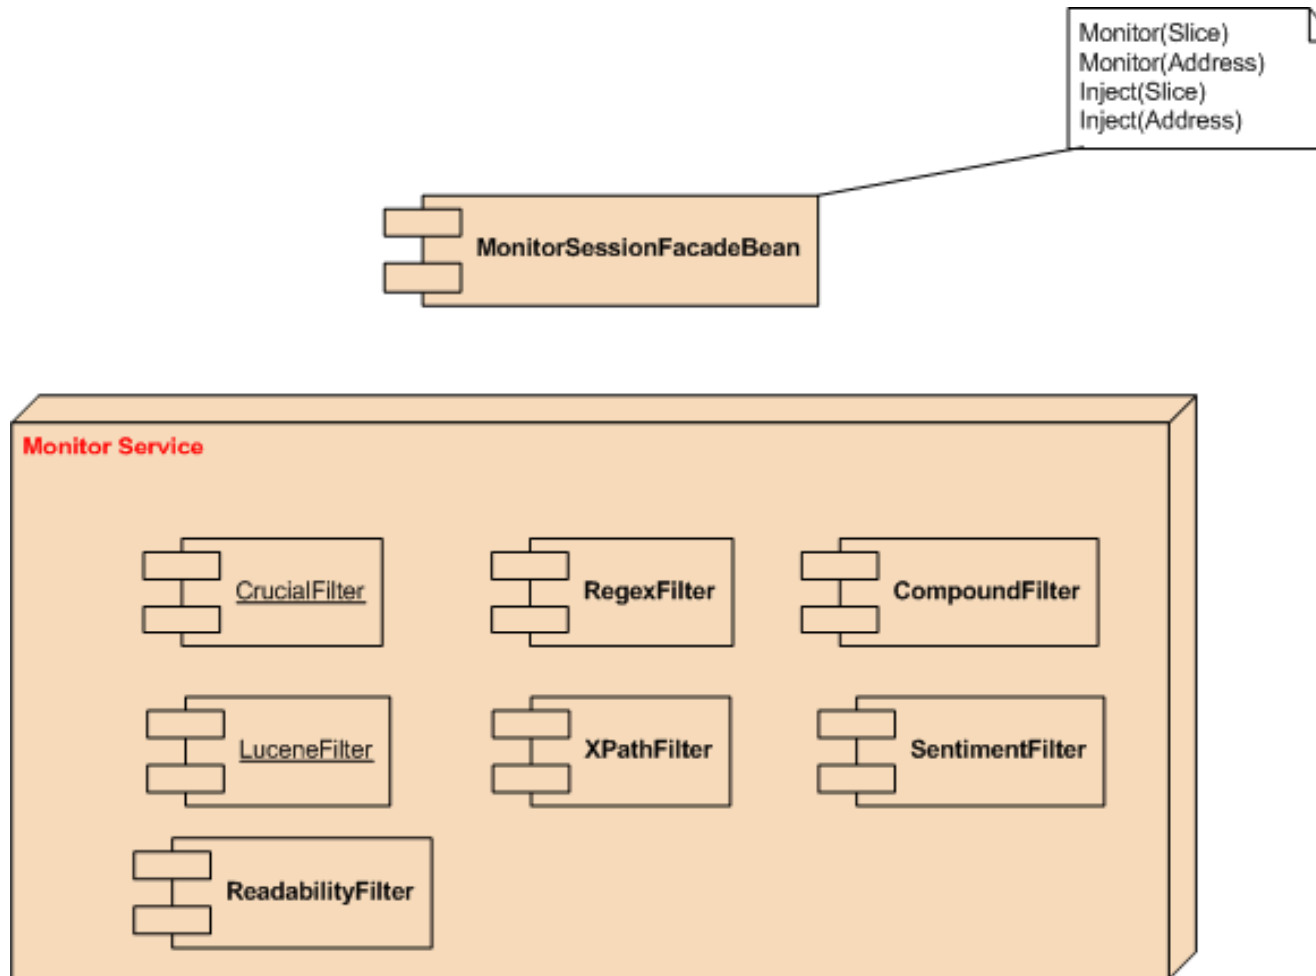 Monitor(Slice)
Monitor(Address)
Inject(Slice)
Inject(Address)
MonitorSessionFacadeBean
Monitor Service
CrucialFilter
RegexFilter
CompoundFilter
LuceneFilter
XPathFilter
SentimentFilter
ReadabilityFilter